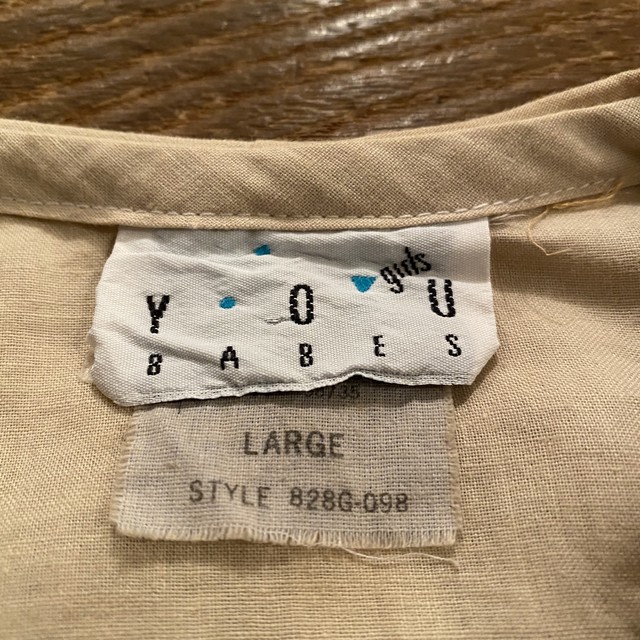 girls
Y O U
B A B E S
LARGE
STYLE 828G-098